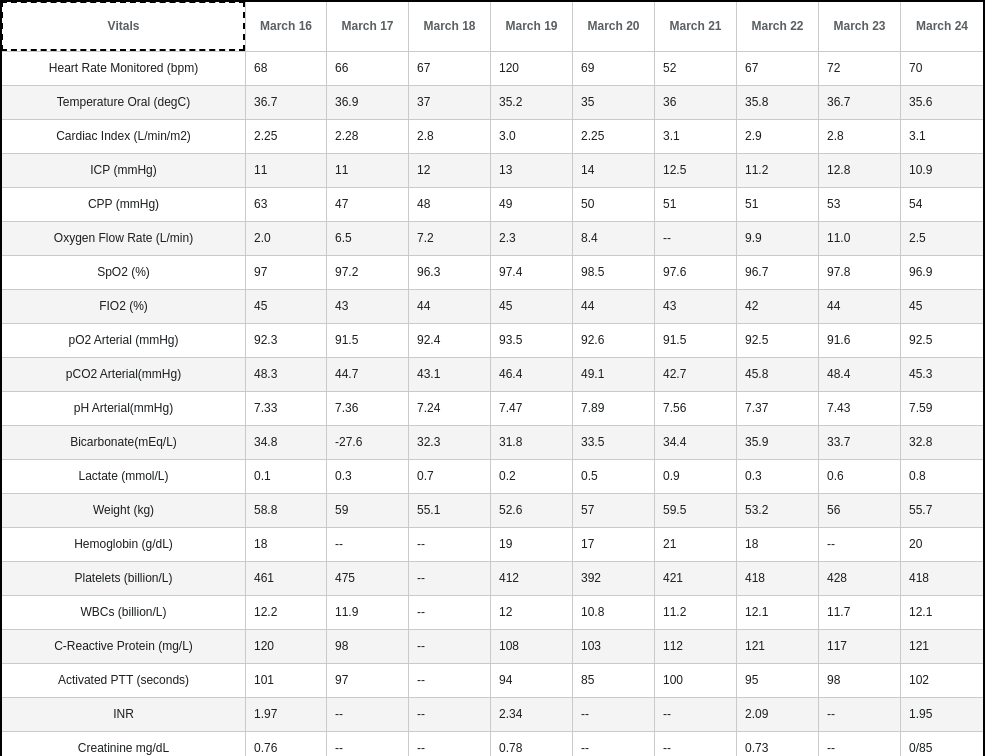 Vitals March 16 March 17 March 18 March 19 March 20 March 21 March 22 March 23 March 24
Heart Rate Monitored (bpm) 68 66 67 120 69 52 67 72 70
Temperature Oral (degC) 36.7 36.9 37 35.2 35 36 35.8 36.7 35.6
Cardiac Index (L/min/m2) 2.25 2.28 2.8 3.0 2.25 3.1 2.9 2.8 3.1
ICP (mmHg) 11 11 12 13 14 12.5 11.2 12.8 10.9
CPP (mmHg) 63 47 48 49 50 51 51 53 54
Oxygen Flow Rate (L/min) 2.0 6.5 7.2 2.3 8.4 -- 9.9 11.0 2.5
SpO2 (%) 97 97.2 96.3 97.4 98.5 97.6 96.7 97.8 96.9
FIO2 (%) 45 43 44 45 44 43 42 44 45
pO2 Arterial (mmHg) 92.3 91.5 92.4 93.5 92.6 91.5 92.5 91.6 92.5
pCO2 Arterial(mmHg) 48.3 44.7 43.1 46.4 49.1 42.7 45.8 48.4 45.3
pH Arterial(mmHg) 7.33 7.36 7.24 7.47 7.89 7.56 7.37 7.43 7.59
Bicarbonate(mEq/L) 34.8 -27.6 32.3 31.8 33.5 34.4 35.9 33.7 32.8
Lactate (mmol/L) 0.1 0.3 0.7 0.2 0.5 0.9 0.3 0.6 0.8
Weight (kg) 58.8 59 55.1 52.6 57 59.5 53.2 56 55.7
Hemoglobin (g/dL) 18 -- -- 19 17 21 18 -- 20
Platelets (billion/L) 461 475 -- 412 392 421 418 428 418
WBCs (billion/L) 12.2 11.9 -- 12 10.8 11.2 12.1 11.7 12.1
C-Reactive Protein (mg/L) 120 98 -- 108 103 112 121 117 121
Activated PTT (seconds) 101 97 -- 94 85 100 95 98 102
INR 1.97 -- -- 2.34 -- -- 2.09 -- 1.95
Creatinine mg/dL 0.76 -- -- 0.78 -- -- 0.73 -- 0/85